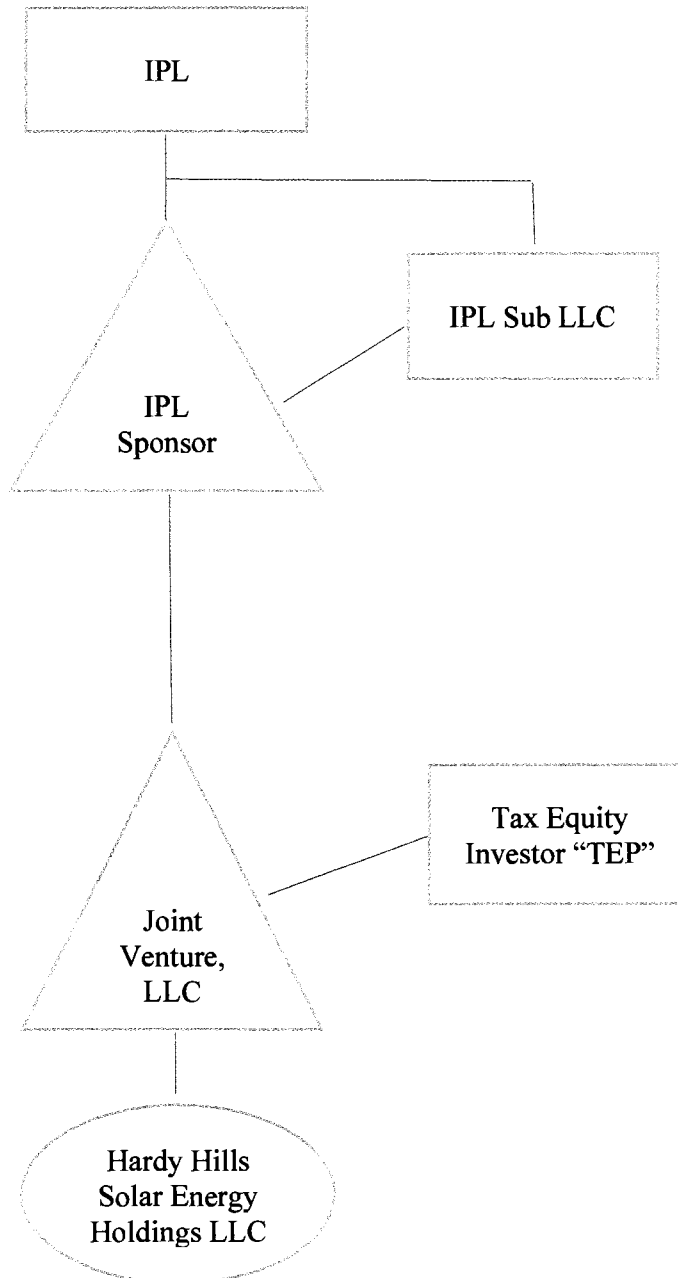 IPL
IPL Sub LLC
IPL
Sponsor
Tax Equity
Investor “TEP”
Joint
Venture,
LLC
Hardy Hills
Solar Energy
Holdings LLC